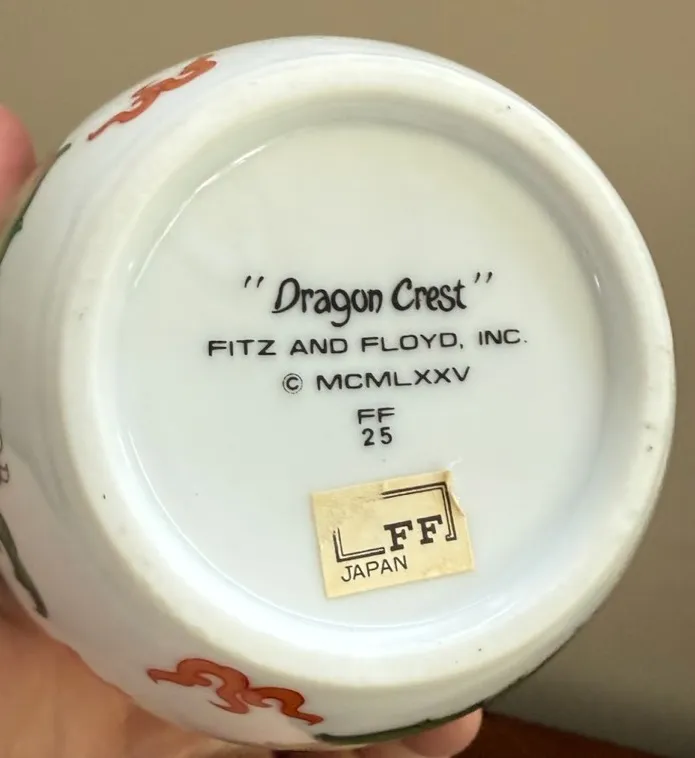 "Dragon Crest"
FITZ AND FLOYD, INC.
© MCMLXXV
FF
25
FF
JAPAN